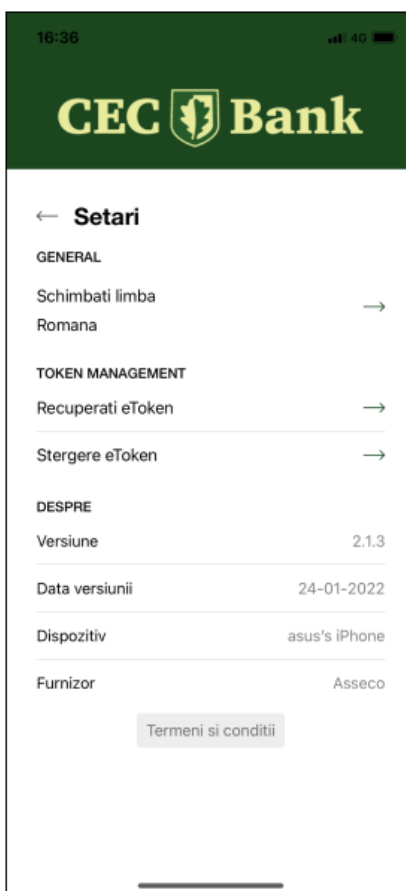 16:36 4G
CEC Bank
← Setari
GENERAL
Schimbati limba →
Romana
TOKEN MANAGEMENT
Recuperati eToken →
Stergere eToken →
DESPRE
Versiune 2.1.3
Data versiunii 24-01-2022
Dispozitiv asus's iPhone
Furnizor Asseco
Termeni si conditii